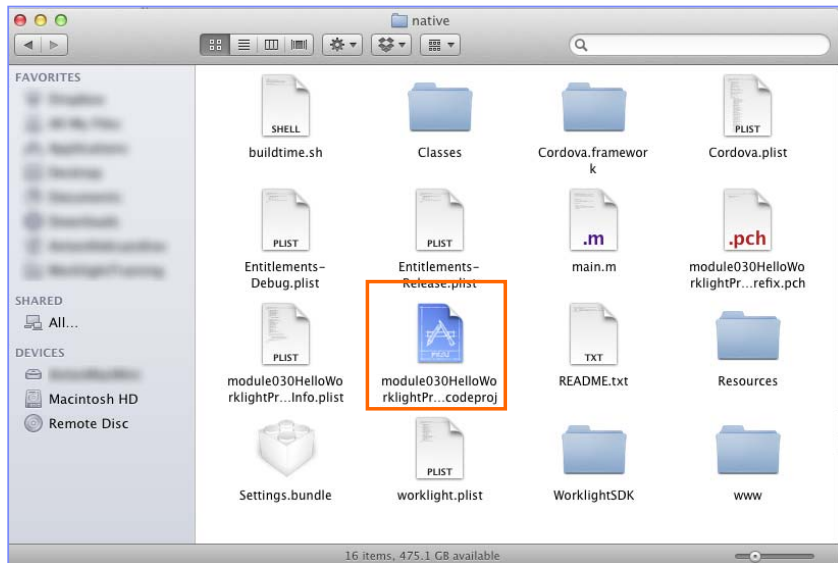 native
FAVORITES
SHARED
All...
DEVICES
Macintosh HD
Remote Disc
SHELL
PLIST
buildtime.sh
Classes
Cordova.framewor
k
Cordova.plist
PLIST
PLIST
.m
.pch
Entitlements-
Debug.plist
Entitlements-
Release.plist
main.m
module030HelloWo
rklightPr...refix.pch
PLIST
PROJ
TXT
module030HelloWo
rklightPr...Info.plist
module030HelloWo
rklightPr...codeproj
README.txt
Resources
PLIST
Settings.bundle
worklight.plist
WorklightSDK
www
16 items, 475.1 GB available